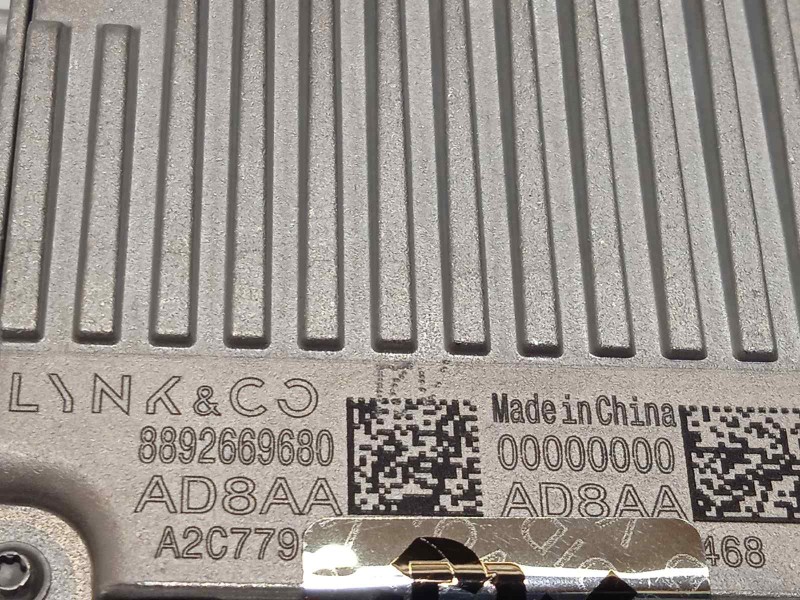 LYNK & CO
8892669680
AD8AA
A2C779
Made in China
00000000
AD8AA
468